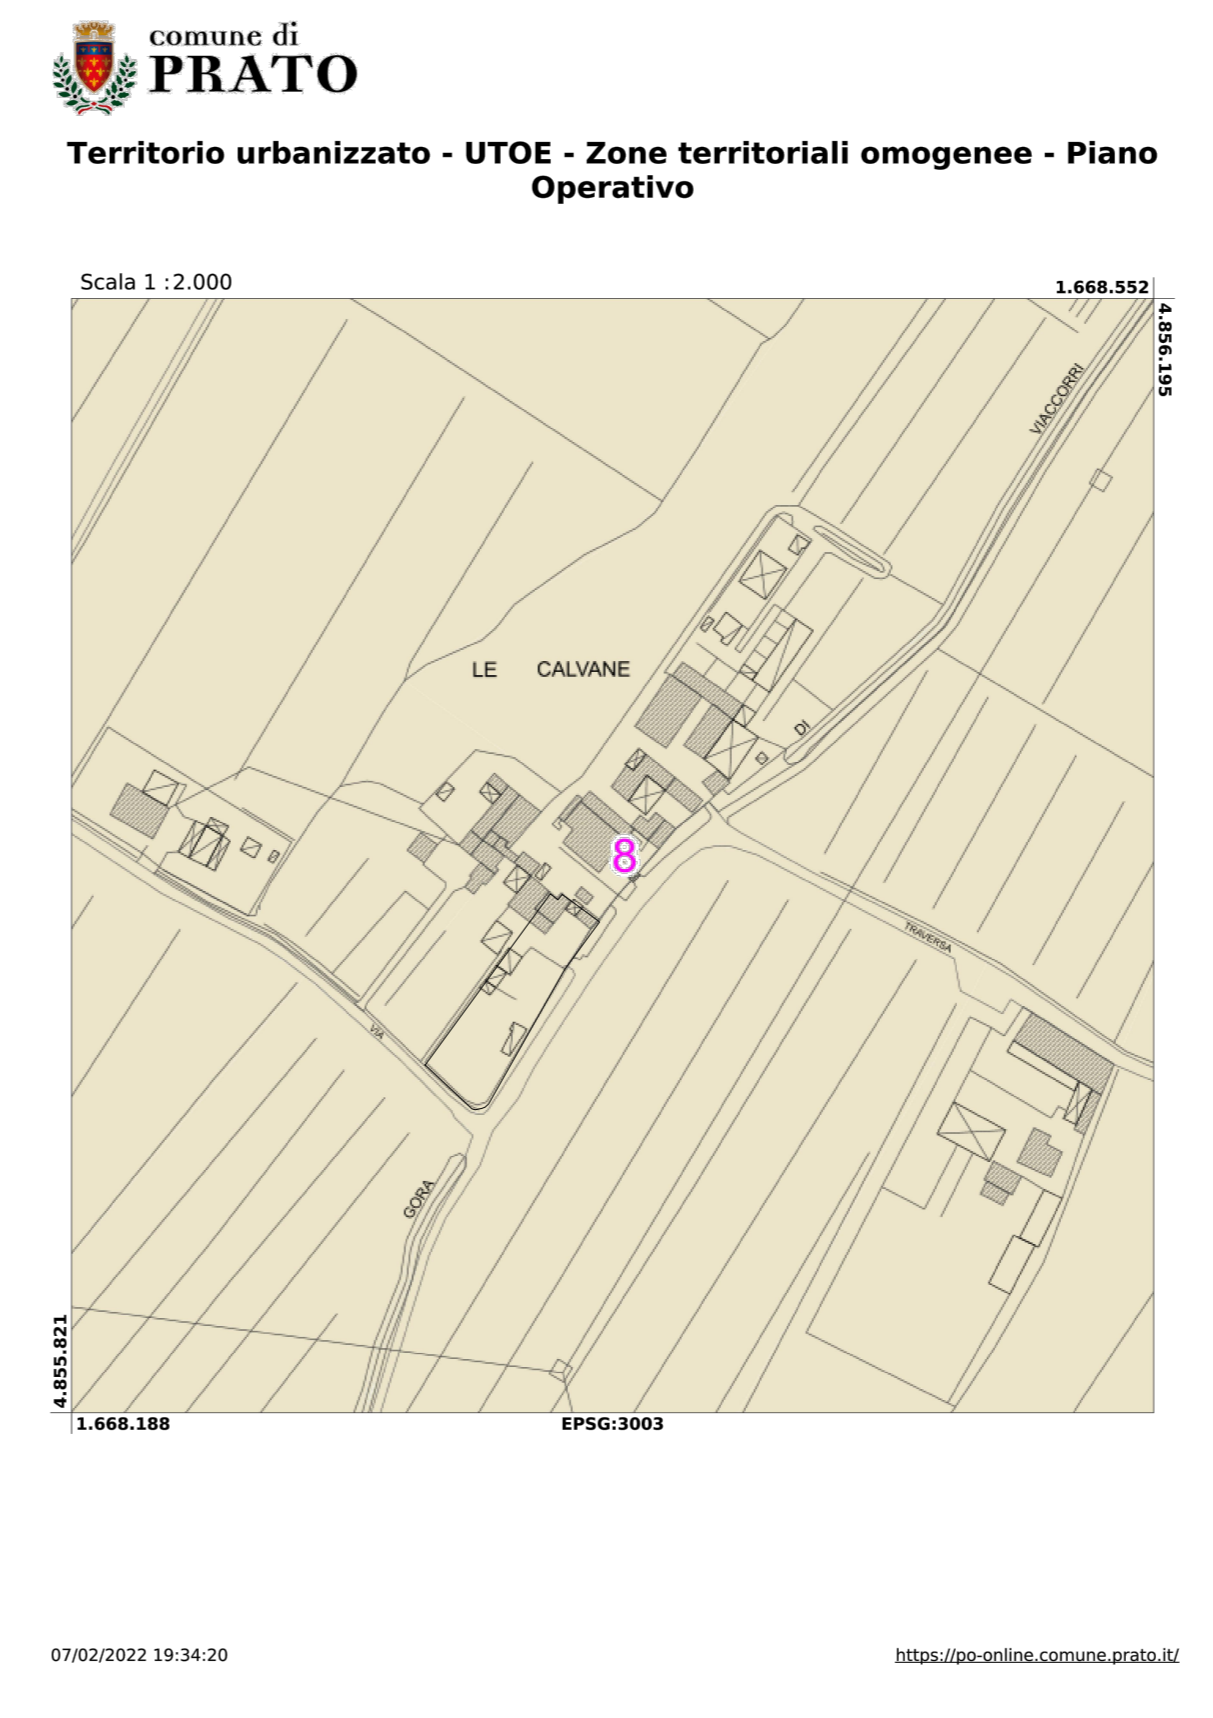 comune di
PRATO
Territorio urbanizzato - UTOE - Zone territoriali omogenee - Piano
Operativo
Scala 1 :2.000
1.668.552
4.856.195
VIACCORRI
LE CALVANE
DI
8
TRAVERSA
VIA
GORA
4.855.821
1.668.188
EPSG:3003
07/02/2022 19:34:20
https://po-online.comune.prato.it/